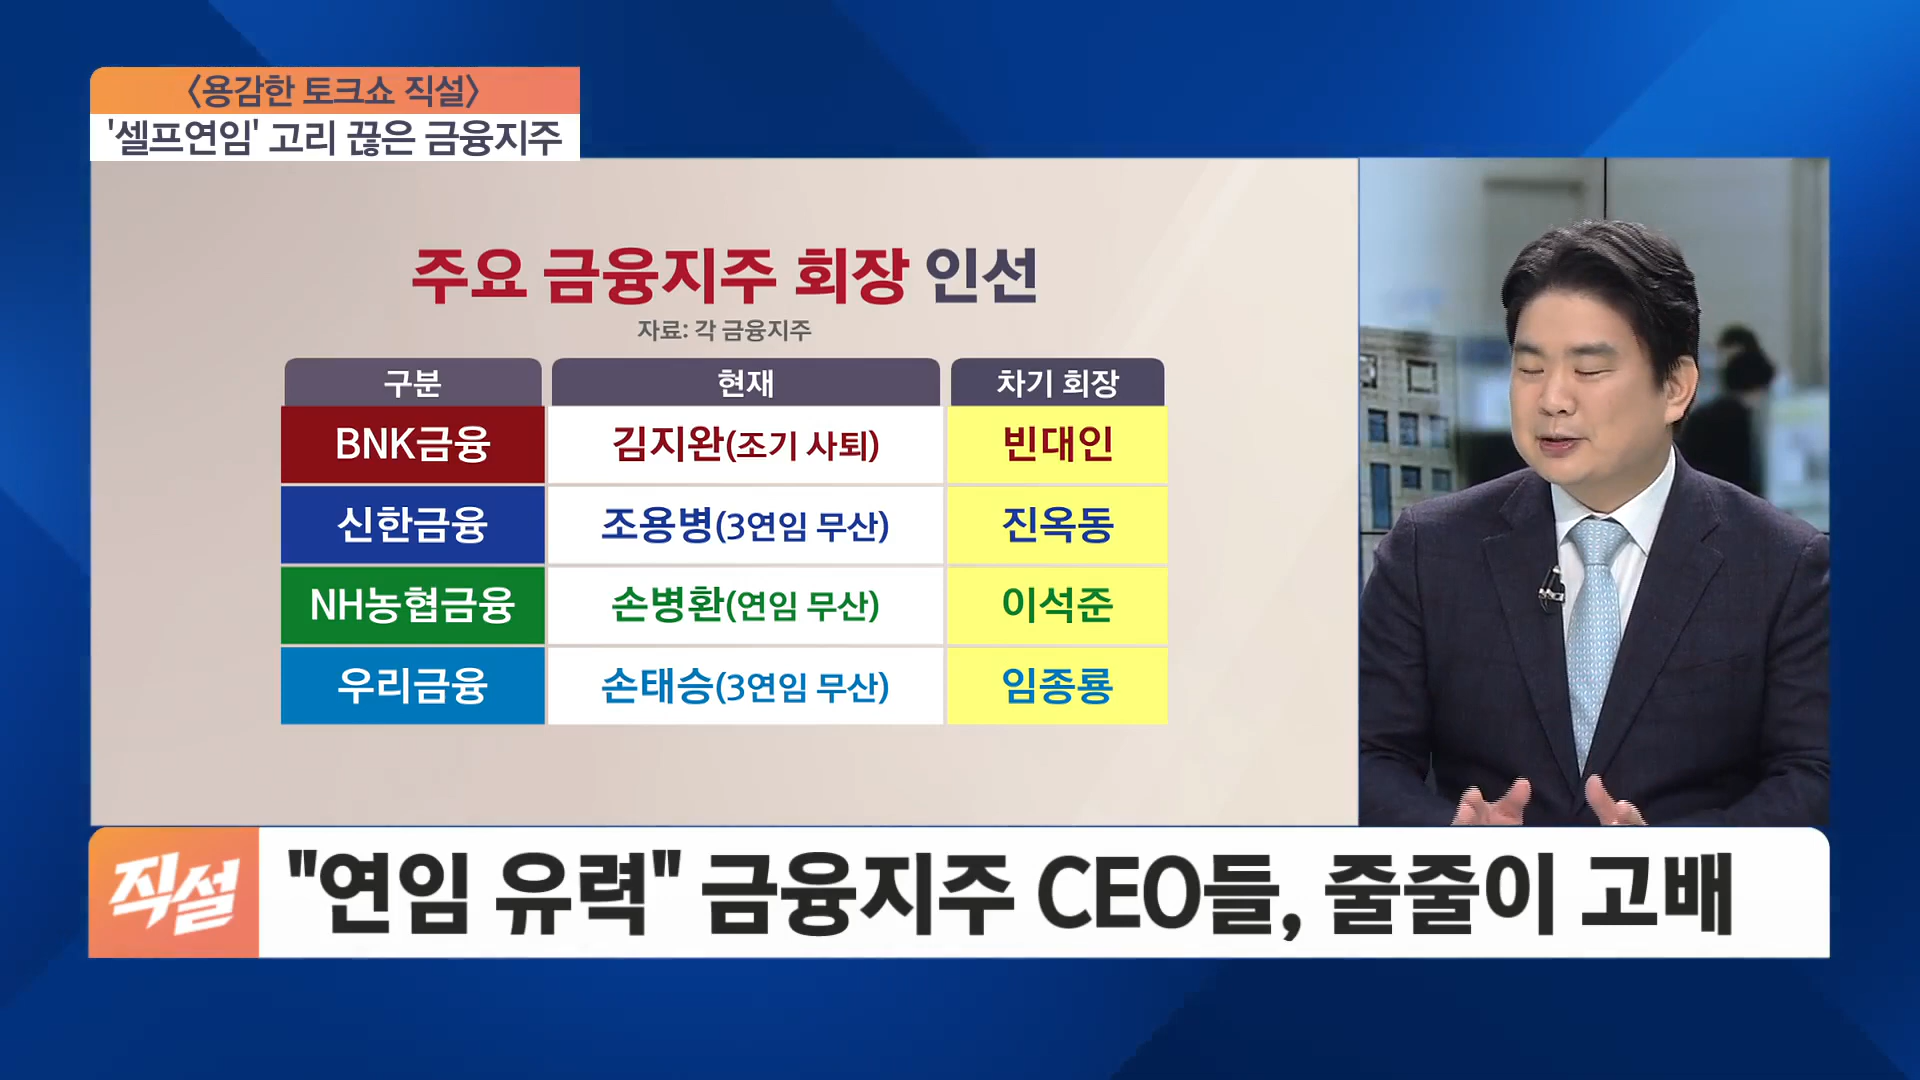 〈용감한 토크쇼 직설〉
'셀프연임' 고리 끊은 금융지주
주요 금융지주 회장 인선
자료: 각 금융지주
구분 현재 차기 회장
BNK금융 김지완(조기 사퇴) 빈대인
신한금융 조용병(3연임 무산) 진옥동
NH농협금융 손병환(연임 무산) 이석준
우리금융 손태승(3연임 무산) 임종룡
직설
"연임 유력" 금융지주 CEO들, 줄줄이 고배